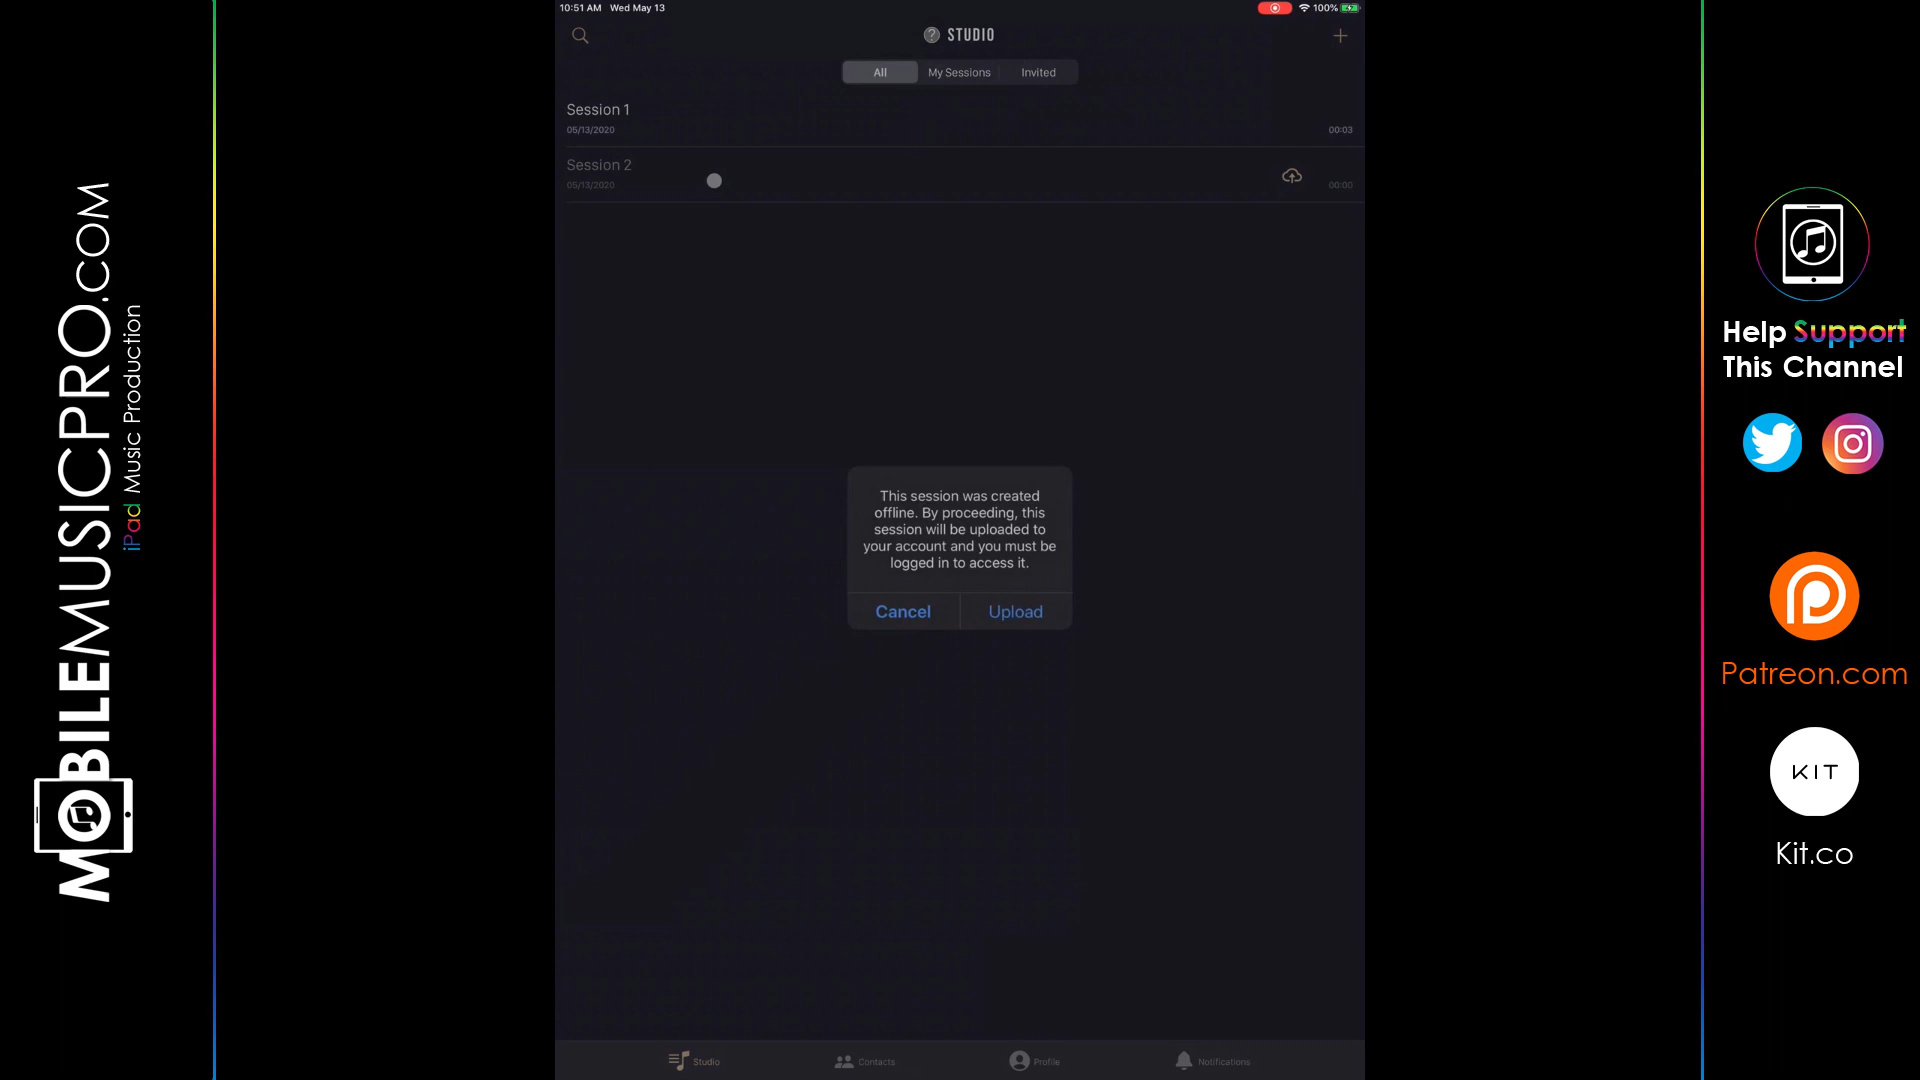 MOBILEMUSICPRO.COM
iPad Music Production
10:51 AM Wed May 13
100%
? STUDIO
All My Sessions Invited
Session 1
05/13/2020 00:03
Session 2
05/13/2020 00:00
This session was created
offline. By proceeding, this
session will be uploaded to
your account and you must be
logged in to access it.
Cancel Upload
Studio Contacts Profile Notifications
Help Support
This Channel
Patreon.com
KIT
Kit.co